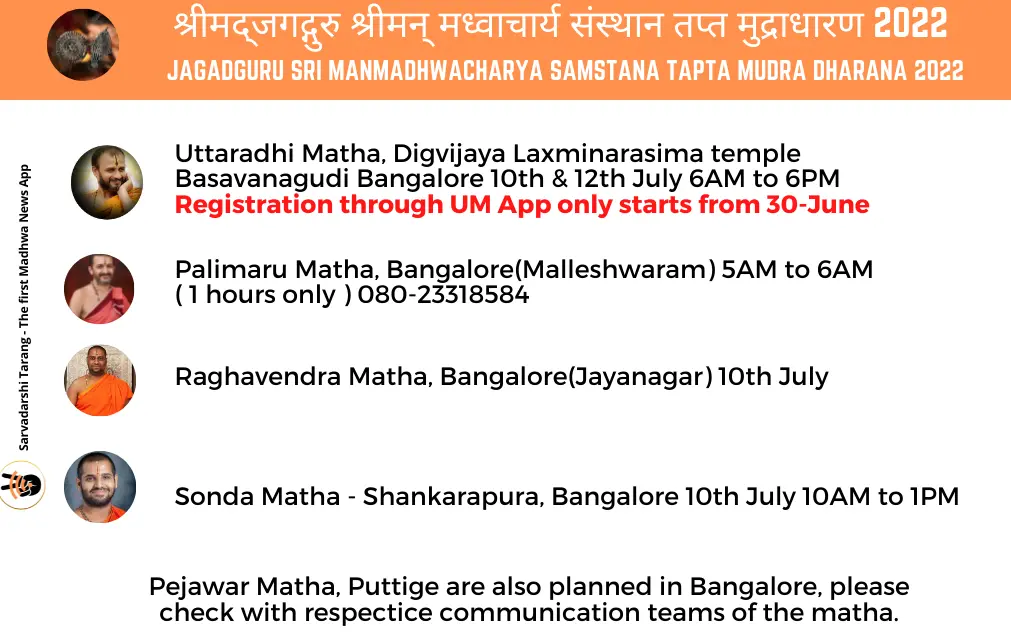 श्रीमद्जगद्गुरु श्रीमन् मध्वाचार्य संस्थान तप्त मुद्राधारण 2022
JAGADGURU SRI MANMADHWACHARYA SAMSTANA TAPTA MUDRA DHARANA 2022
Uttaradhi Matha, Digvijaya Laxminarasima temple
Basavanagudi Bangalore 10th & 12th July 6AM to 6PM
Registration through UM App only starts from 30-June
Palimaru Matha, Bangalore(Malleshwaram) 5AM to 6AM
( 1 hours only ) 080-23318584
Raghavendra Matha, Bangalore(Jayanagar) 10th July
Sonda Matha - Shankarapura, Bangalore 10th July 10AM to 1PM
Pejawar Matha, Puttige are also planned in Bangalore, please
check with respectice communication teams of the matha.
Sarvadarshi Tarang - The first Madhwa News App